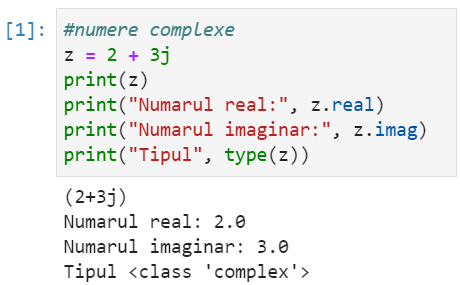 [1]: #numere complexe
z = 2 + 3j
print(z)
print("Numarul real:", z.real)
print("Numarul imaginar:", z.imag)
print("Tipul", type(z))
(2+3j)
Numarul real: 2.0
Numarul imaginar: 3.0
Tipul <class 'complex'>